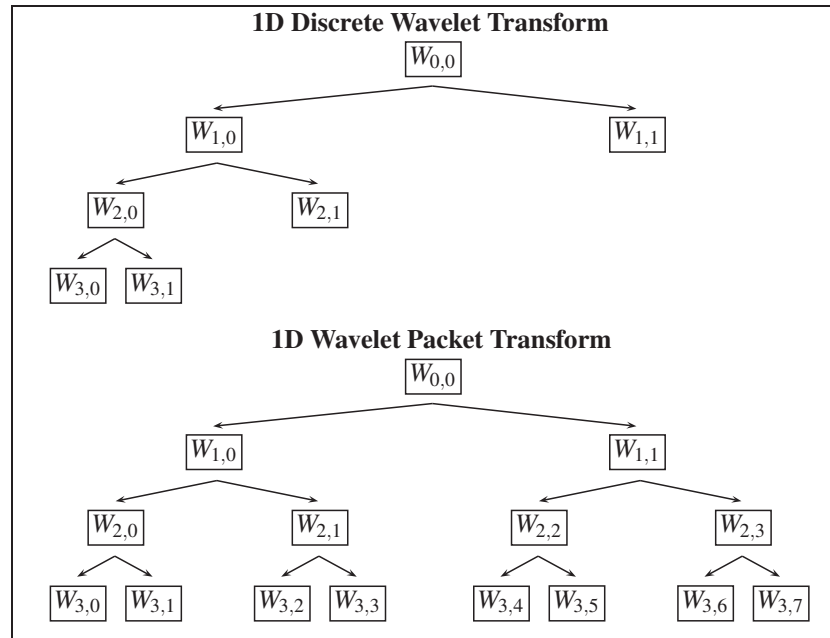 1D Discrete Wavelet Transform
W0,0
W1,0 W1,1
W2,0 W2,1
W3,0 W3,1
1D Wavelet Packet Transform
W0,0
W1,0 W1,1
W2,0 W2,1 W2,2 W2,3
W3,0 W3,1 W3,2 W3,3 W3,4 W3,5 W3,6 W3,7